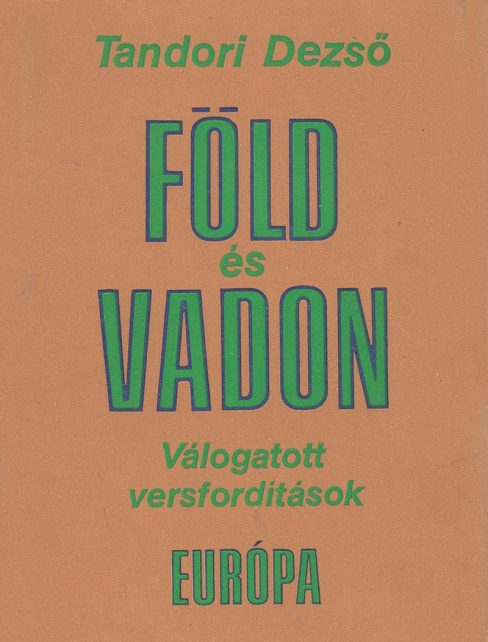 Tandori Dezső
FÖLD
és
VADON
Válogatott
versfordítások
EURÓPA